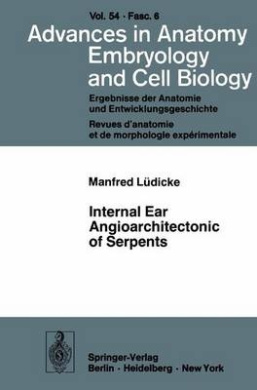 Vol. 54 · Fasc. 6
Advances in Anatomy
Embryology
and Cell Biology
Ergebnisse der Anatomie
und Entwicklungsgeschichte
Revues d'anatomie
et de morphologie expérimentale
Manfred Lüdicke
Internal Ear
Angioarchitectonic
of Serpents
Springer-Verlag
Berlin · Heidelberg · New York